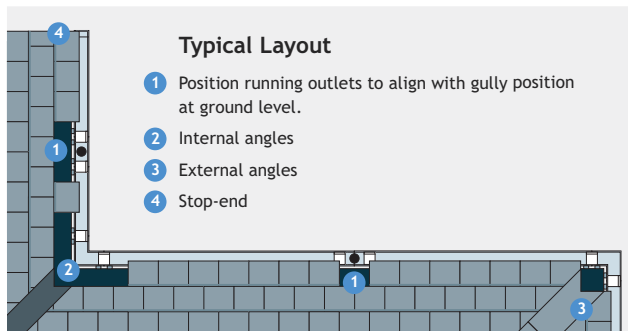 4
Typical Layout
1 Position running outlets to align with gully position
at ground level.
2 Internal angles
3 External angles
4 Stop-end
1
2
1
3